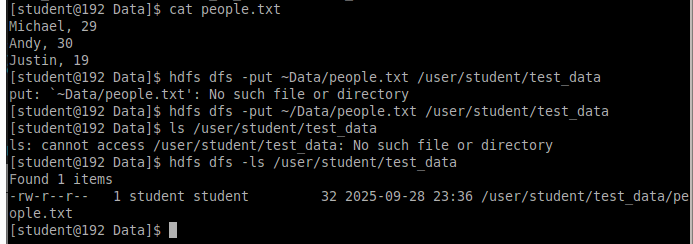 [student@192 Data]$ cat people.txt
Michael, 29
Andy, 30
Justin, 19
[student@192 Data]$ hdfs dfs -put ~Data/people.txt /user/student/test_data
put: `~Data/people.txt': No such file or directory
[student@192 Data]$ hdfs dfs -put ~/Data/people.txt /user/student/test_data
[student@192 Data]$ ls /user/student/test_data
ls: cannot access /user/student/test_data: No such file or directory
[student@192 Data]$ hdfs dfs -ls /user/student/test_data
Found 1 items
-rw-r--r--   1 student student         32 2025-09-28 23:36 /user/student/test_data/pe
ople.txt
[student@192 Data]$